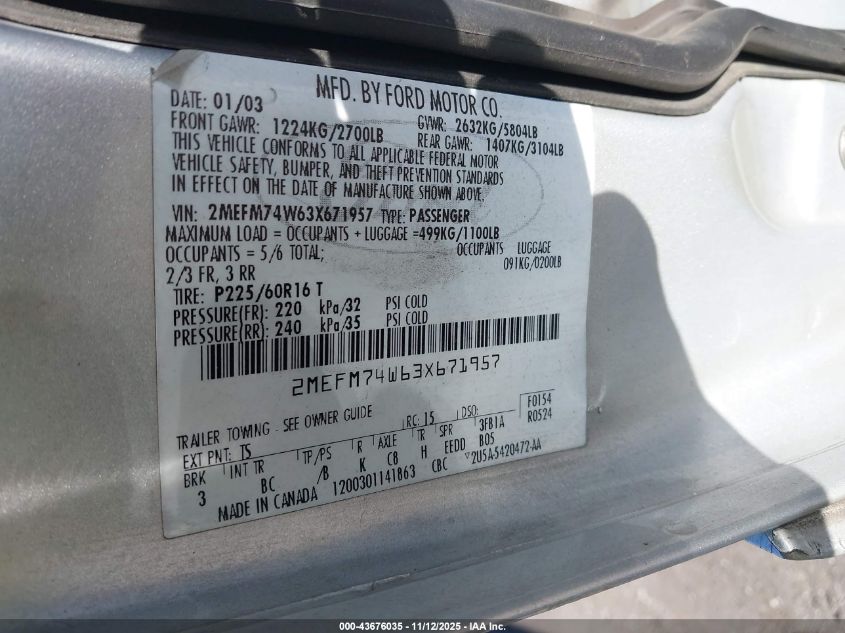 MFD. BY FORD MOTOR CO.
DATE: 01/03
FRONT GAWR: 1224KG/2700LB
GVWR: 2632KG/5804LB
REAR GAWR: 1407KG/3104LB
THIS VEHICLE CONFORMS TO ALL APPLICABLE FEDERAL MOTOR
VEHICLE SAFETY, BUMPER, AND THEFT PREVENTION STANDARDS
IN EFFECT ON THE DATE OF MANUFACTURE SHOWN ABOVE.
VIN: 2MEFM74W63X671957 TYPE: PASSENGER
MAXIMUM LOAD = OCCUPANTS + LUGGAGE =499KG/1100LB
OCCUPANTS = 5/6 TOTAL; OCCUPANTS LUGGAGE
2/3 FR, 3 RR 091KG/0200LB
TIRE: P225/60R16 T
PRESSURE(FR): 220 kPa/32 PSI COLD
PRESSURE(RR): 240 kPa/35 PSI COLD
2MEFM74W63X671957
TRAILER TOWING - SEE OWNER GUIDE
F0154
R0524
EXT PNT: TS RC: 15 DSO:
BRK INT TR TP/PS R AXLE TR SPR 3FB1A
3 BC /B K C8 H EEDD B05
MADE IN CANADA 1200301141863 CBC ▽2U5A-5420472-AA
000-43676035 - 11/12/2025 - IAA Inc.